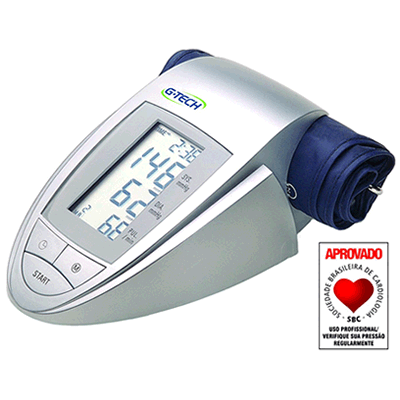 G-TECH
2:36
146
SYS.
mmHg
62
DIA.
mmHg
68
PUL.
/min
M
START
APROVADO
SOCIEDADE BRASILEIRA DE CARDIOLOGIA
SBC
USO PROFISSIONAL/
VERIFIQUE SUA PRESSÃO
REGULARMENTE